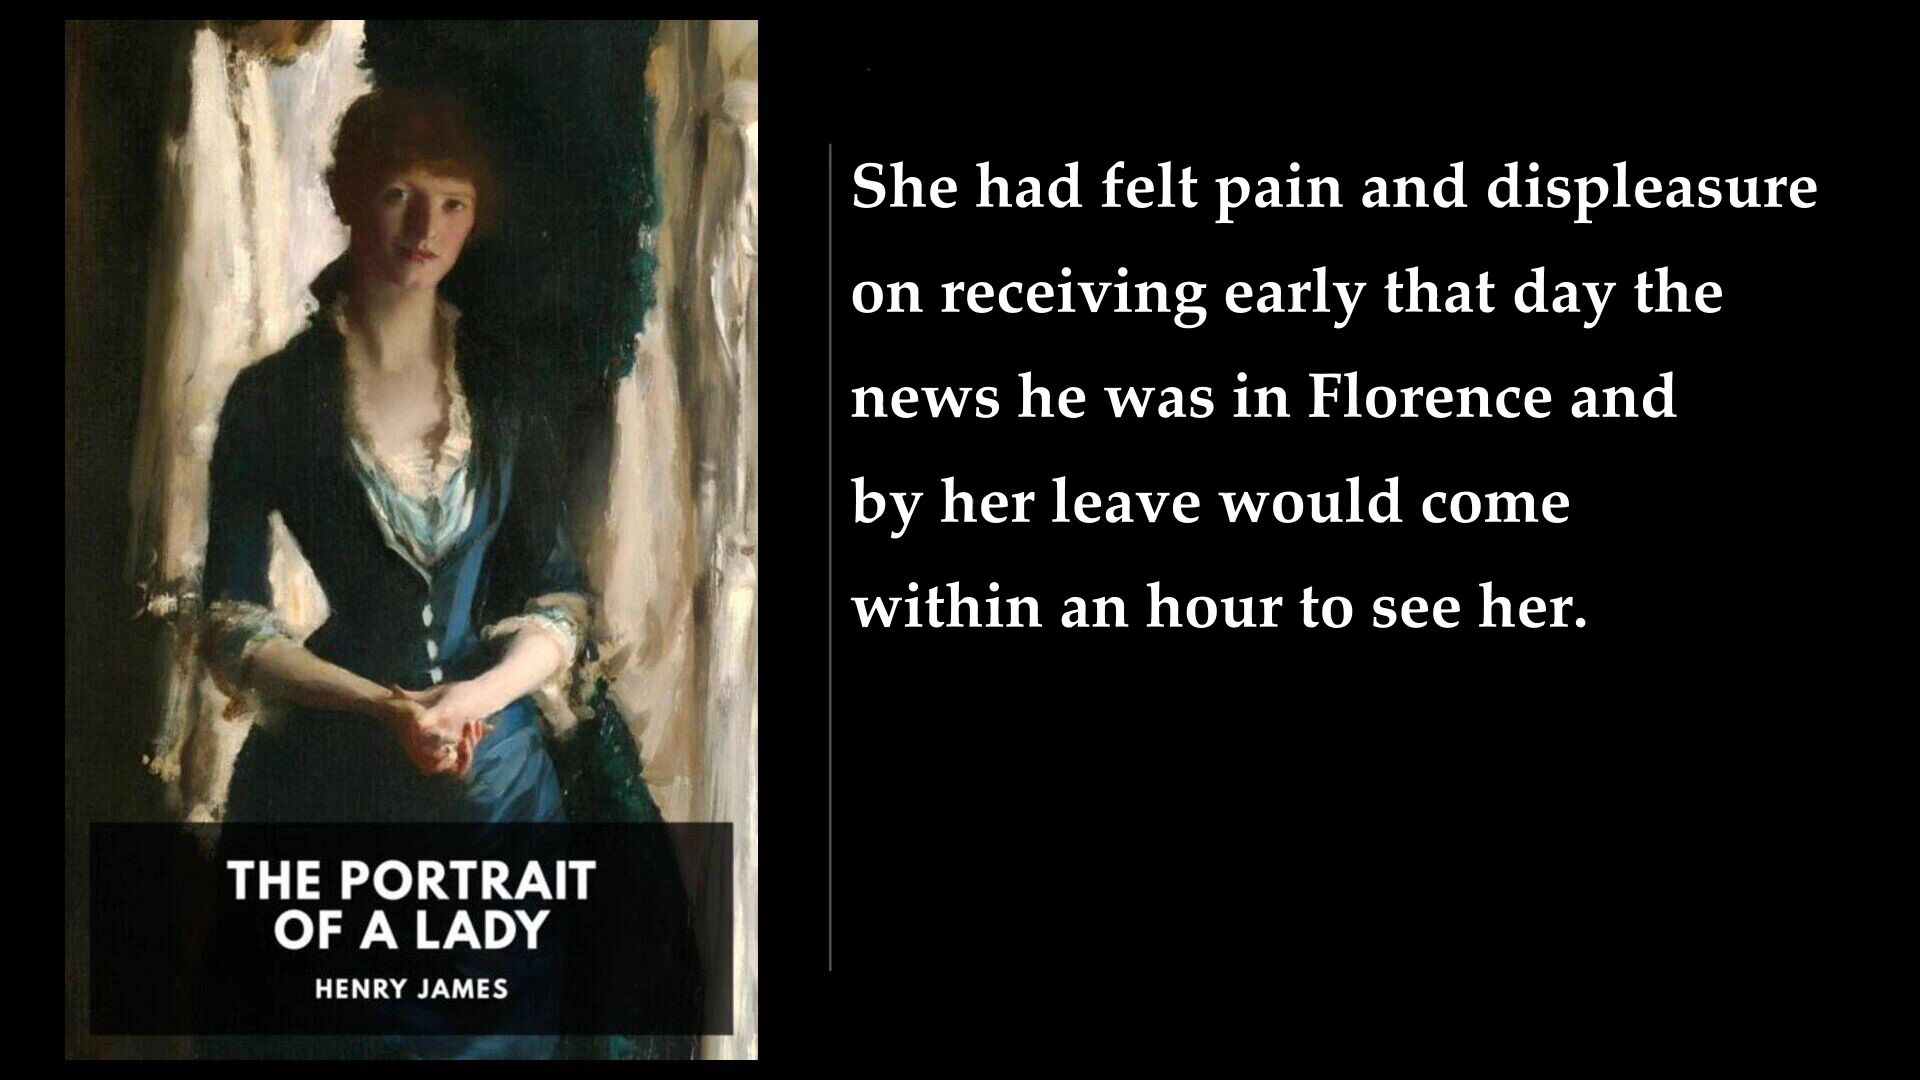 She had felt pain and displeasure
on receiving early that day the
news he was in Florence and
by her leave would come
within an hour to see her.
THE PORTRAIT
OF A LADY
HENRY JAMES